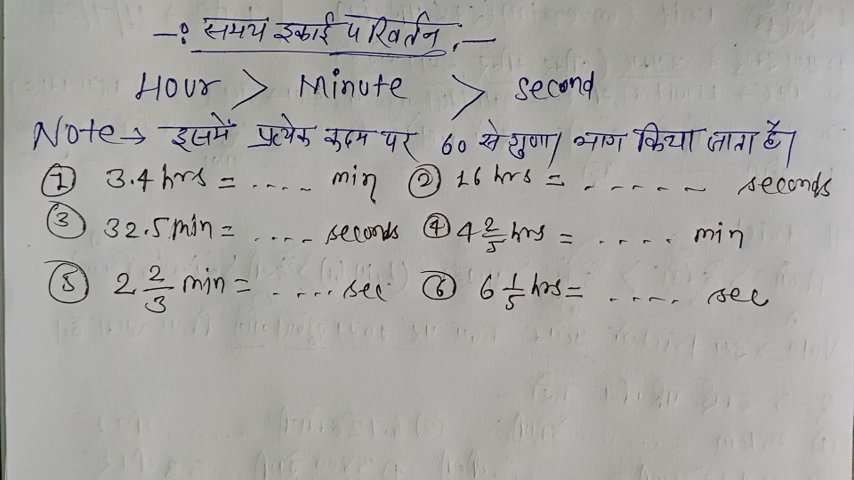 -: समय इकाई परिवर्तन :-
Hour > Minute > second
Note → इसमें प्रत्येक कदम पर 60 से गुणा/भाग किया जाता है।
① 3.4 hrs = .... min ② 16 hrs = ...... seconds
③ 32.5 min = .... seconds ④ 4 2/5 hrs = .... min
⑤ 2 2/3 min = .... sec ⑥ 6 1/5 hrs = .... sec